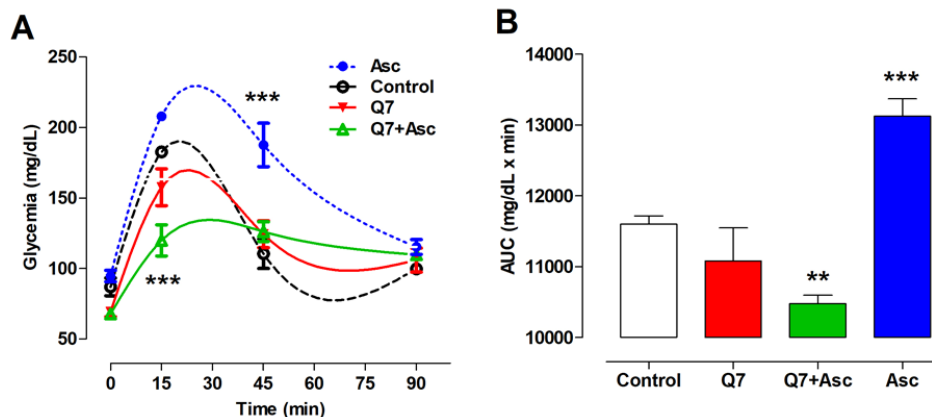 A
Glycemia (mg/dL)
250
200
150
100
50
0
15
30
45
60
75
90
Time (min)
Asc
Control
Q7
Q7+Asc
***
***
B
AUC (mg/dL x min)
14000
13000
12000
11000
10000
**
***
Control
Q7
Q7+Asc
Asc